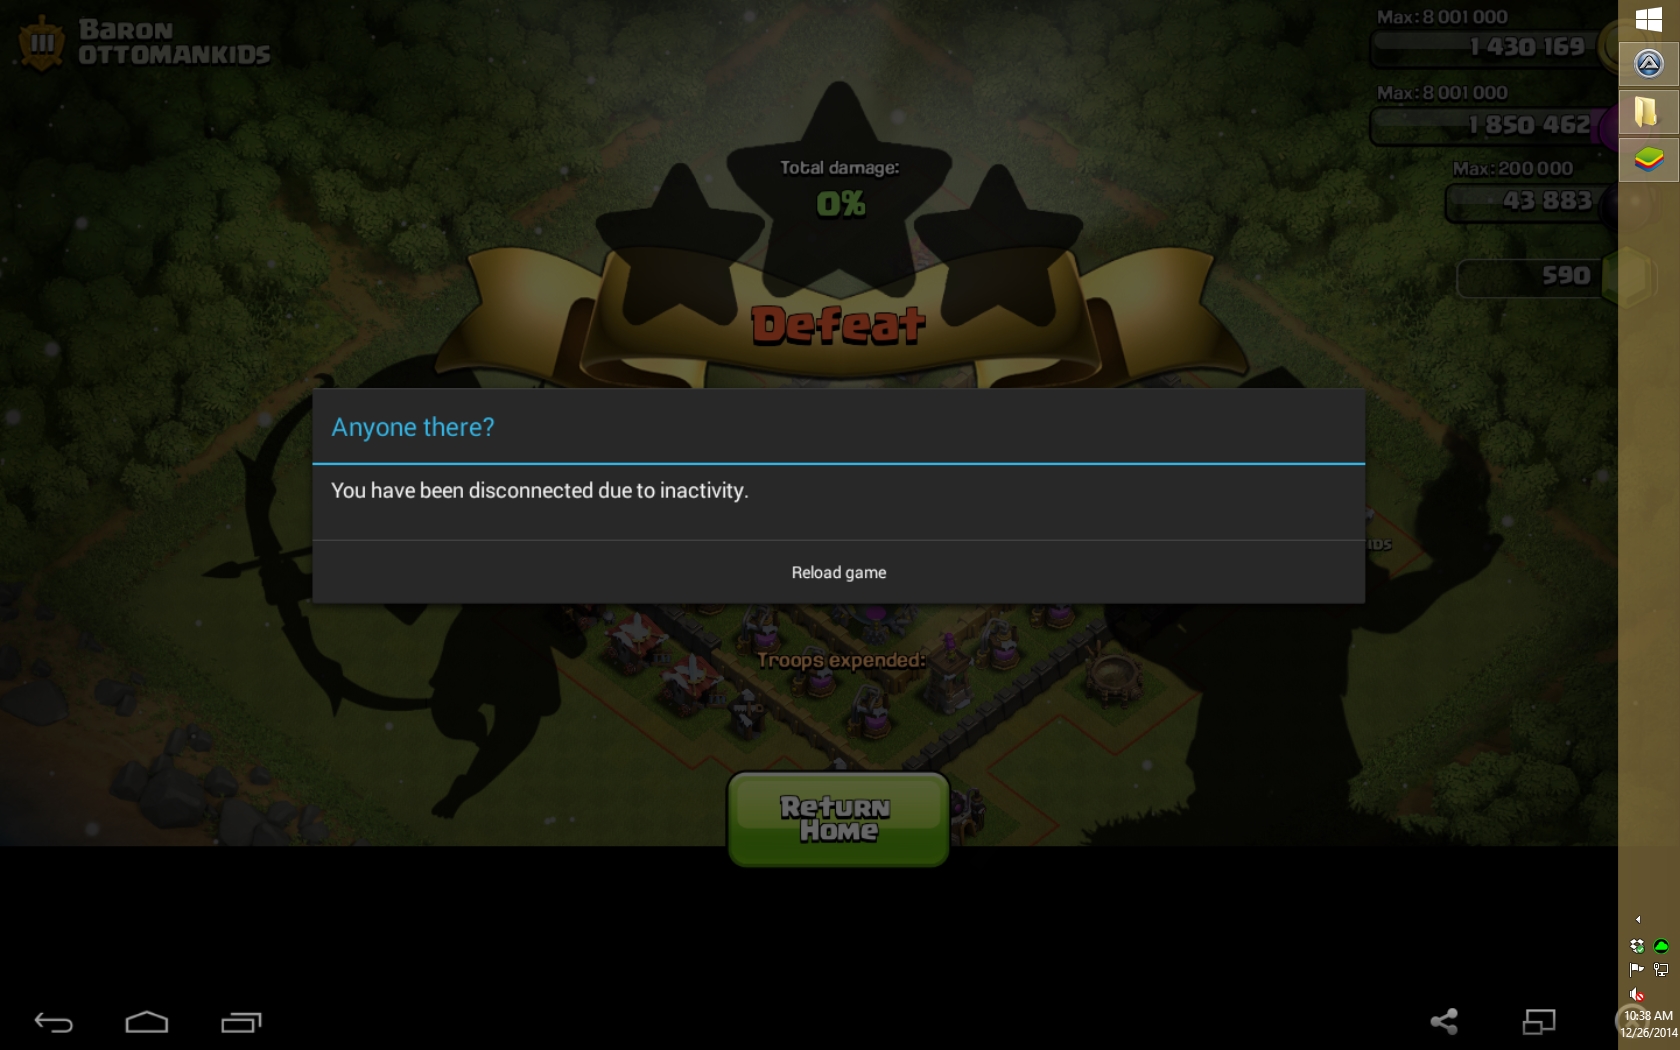 Baron
OTTOMANKIDS
Max: 8 001 000
1 430 169
Max: 8 001 000
1 850 462
Max: 200 000
43 883
590
Total damage:
0%
Defeat
Anyone there?
You have been disconnected due to inactivity.
Reload game
Troops expended:
Return
Home
10:38 AM
12/26/2014